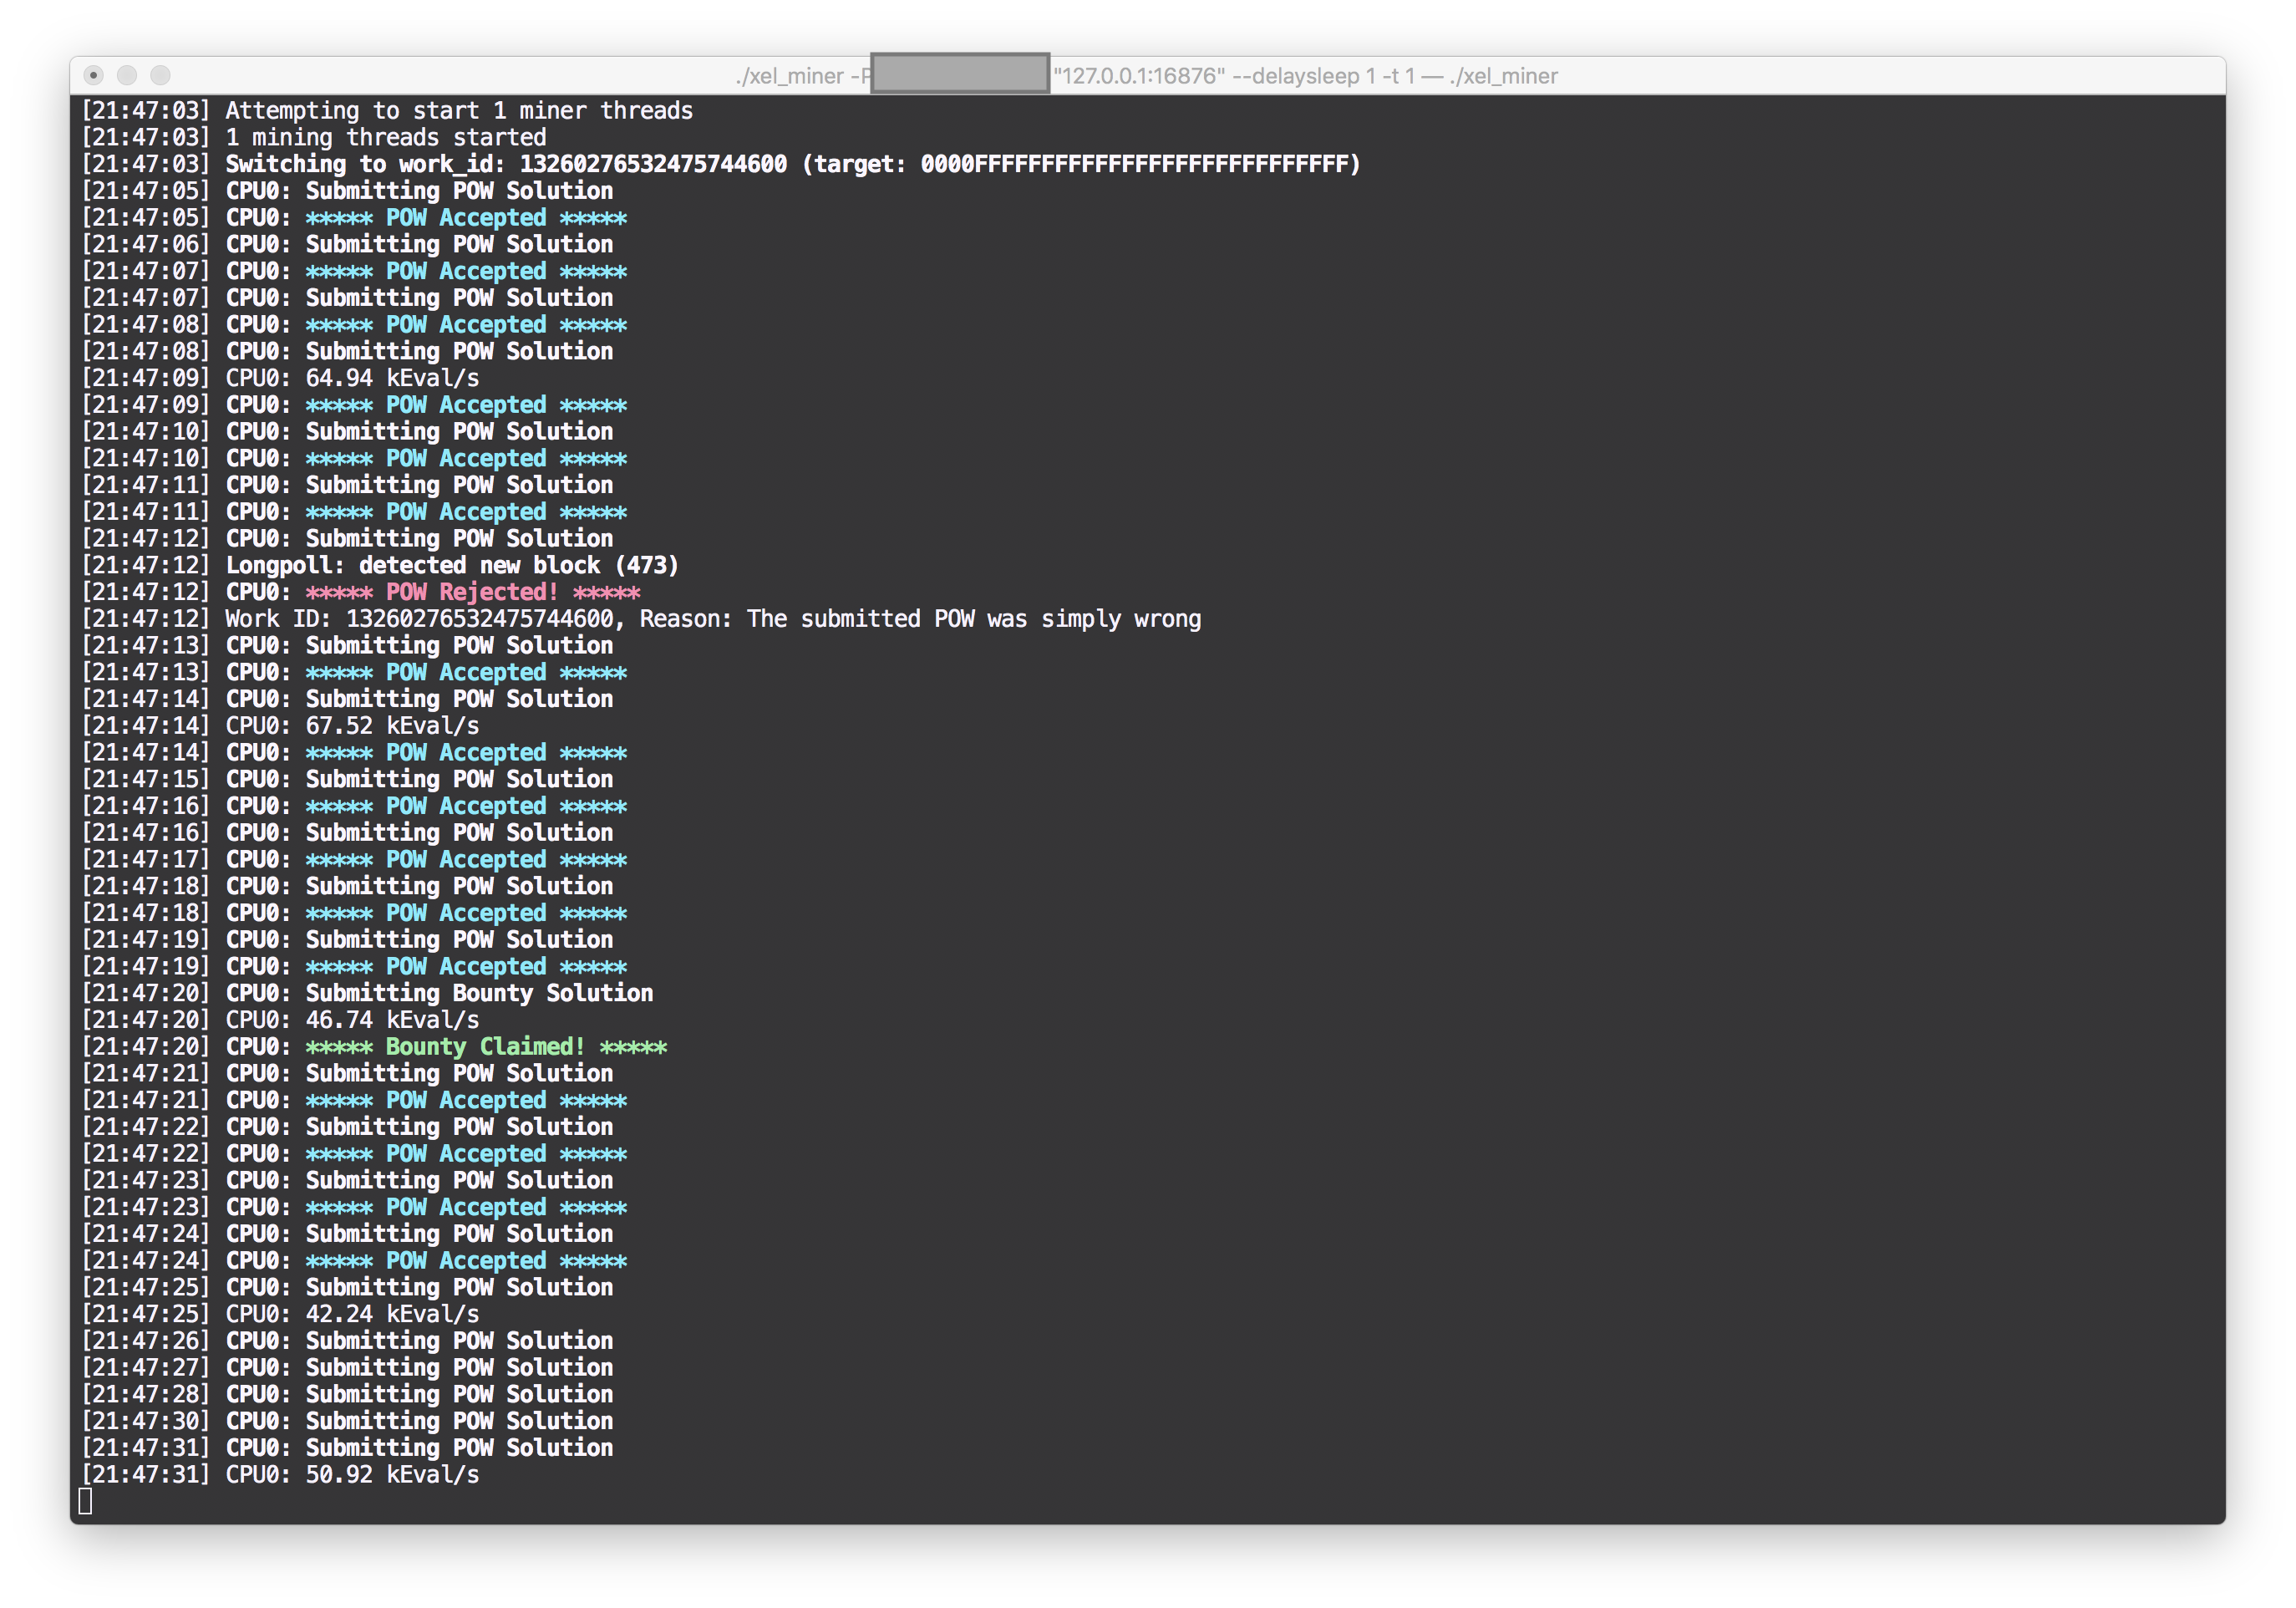 ./xel_miner -P "127.0.0.1:16876" --delaysleep 1 -t 1 — ./xel_miner
[21:47:03] Attempting to start 1 miner threads
[21:47:03] 1 mining threads started
[21:47:03] Switching to work_id: 13260276532475744600 (target: 0000FFFFFFFFFFFFFFFFFFFFFFFFFFFF)
[21:47:05] CPU0: Submitting POW Solution
[21:47:05] CPU0: ***** POW Accepted *****
[21:47:06] CPU0: Submitting POW Solution
[21:47:07] CPU0: ***** POW Accepted *****
[21:47:07] CPU0: Submitting POW Solution
[21:47:08] CPU0: ***** POW Accepted *****
[21:47:08] CPU0: Submitting POW Solution
[21:47:09] CPU0: 64.94 kEval/s
[21:47:09] CPU0: ***** POW Accepted *****
[21:47:10] CPU0: Submitting POW Solution
[21:47:10] CPU0: ***** POW Accepted *****
[21:47:11] CPU0: Submitting POW Solution
[21:47:11] CPU0: ***** POW Accepted *****
[21:47:12] CPU0: Submitting POW Solution
[21:47:12] Longpoll: detected new block (473)
[21:47:12] CPU0: ***** POW Rejected! *****
[21:47:12] Work ID: 13260276532475744600, Reason: The submitted POW was simply wrong
[21:47:13] CPU0: Submitting POW Solution
[21:47:13] CPU0: ***** POW Accepted *****
[21:47:14] CPU0: Submitting POW Solution
[21:47:14] CPU0: 67.52 kEval/s
[21:47:14] CPU0: ***** POW Accepted *****
[21:47:15] CPU0: Submitting POW Solution
[21:47:16] CPU0: ***** POW Accepted *****
[21:47:16] CPU0: Submitting POW Solution
[21:47:17] CPU0: ***** POW Accepted *****
[21:47:18] CPU0: Submitting POW Solution
[21:47:18] CPU0: ***** POW Accepted *****
[21:47:19] CPU0: Submitting POW Solution
[21:47:19] CPU0: ***** POW Accepted *****
[21:47:20] CPU0: Submitting Bounty Solution
[21:47:20] CPU0: 46.74 kEval/s
[21:47:20] CPU0: ***** Bounty Claimed! *****
[21:47:21] CPU0: Submitting POW Solution
[21:47:21] CPU0: ***** POW Accepted *****
[21:47:22] CPU0: Submitting POW Solution
[21:47:22] CPU0: ***** POW Accepted *****
[21:47:23] CPU0: Submitting POW Solution
[21:47:23] CPU0: ***** POW Accepted *****
[21:47:24] CPU0: Submitting POW Solution
[21:47:24] CPU0: ***** POW Accepted *****
[21:47:25] CPU0: Submitting POW Solution
[21:47:25] CPU0: 42.24 kEval/s
[21:47:26] CPU0: Submitting POW Solution
[21:47:27] CPU0: Submitting POW Solution
[21:47:28] CPU0: Submitting POW Solution
[21:47:30] CPU0: Submitting POW Solution
[21:47:31] CPU0: Submitting POW Solution
[21:47:31] CPU0: 50.92 kEval/s